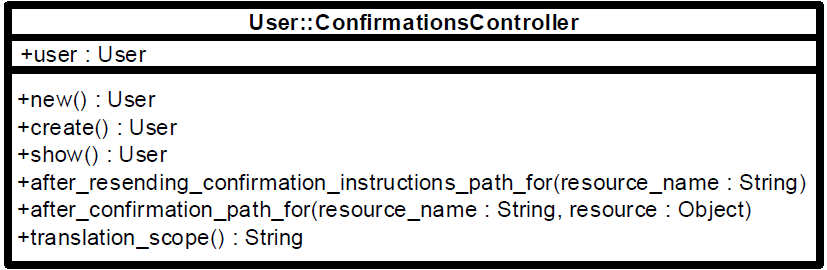 User::ConfirmationsController
+user : User
+new() : User
+create() : User
+show() : User
+after_resending_confirmation_instructions_path_for(resource_name : String)
+after_confirmation_path_for(resource_name : String, resource : Object)
+translation_scope() : String